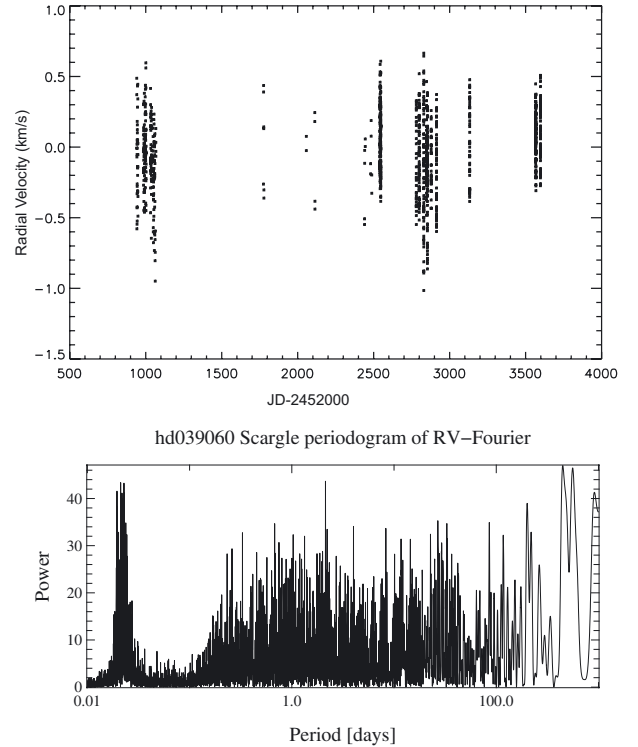 1.0
0.5
0.0
−0.5
−1.0
−1.5
Radial Velocity (km/s)
500 1000 1500 2000 2500 3000 3500 4000
JD-2452000
hd039060 Scargle periodogram of RV−Fourier
40
30
20
10
0
Power
0.01 1.0 100.0
Period [days]